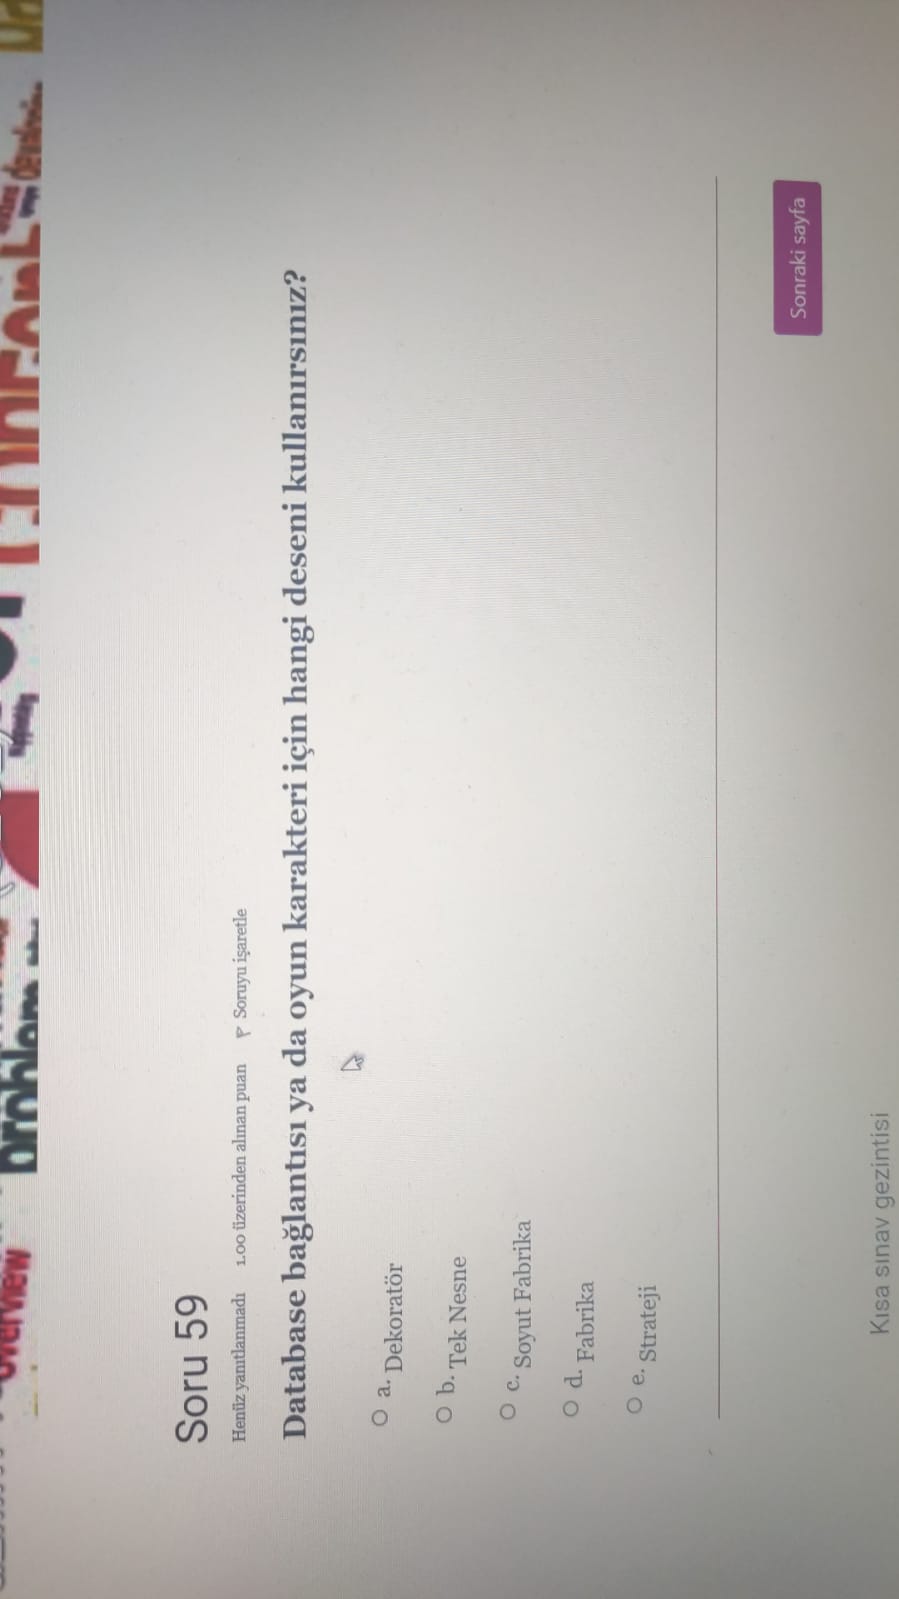 overview
Soru 59
Henüz yanıtlanmadı 1.00 üzerinden alınan puan Soruyu işaretle
Database bağlantısı ya da oyun karakteri için hangi deseni kullanırsınız?
a. Dekoratör
b. Tek Nesne
c. Soyut Fabrika
d. Fabrika
e. Strateji
Sonraki sayfa
Kısa sınav gezintisi